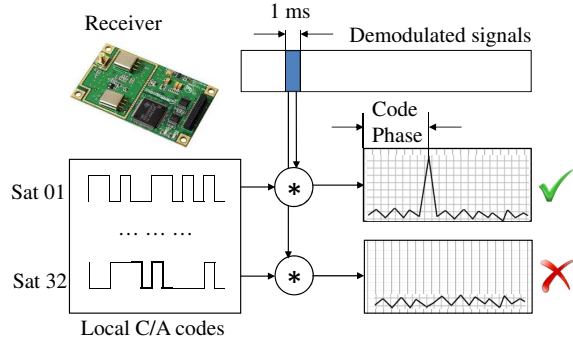 1 ms
Receiver
Demodulated signals
Code
Phase
Sat 01
*
… … …
Sat 32
*
Local C/A codes